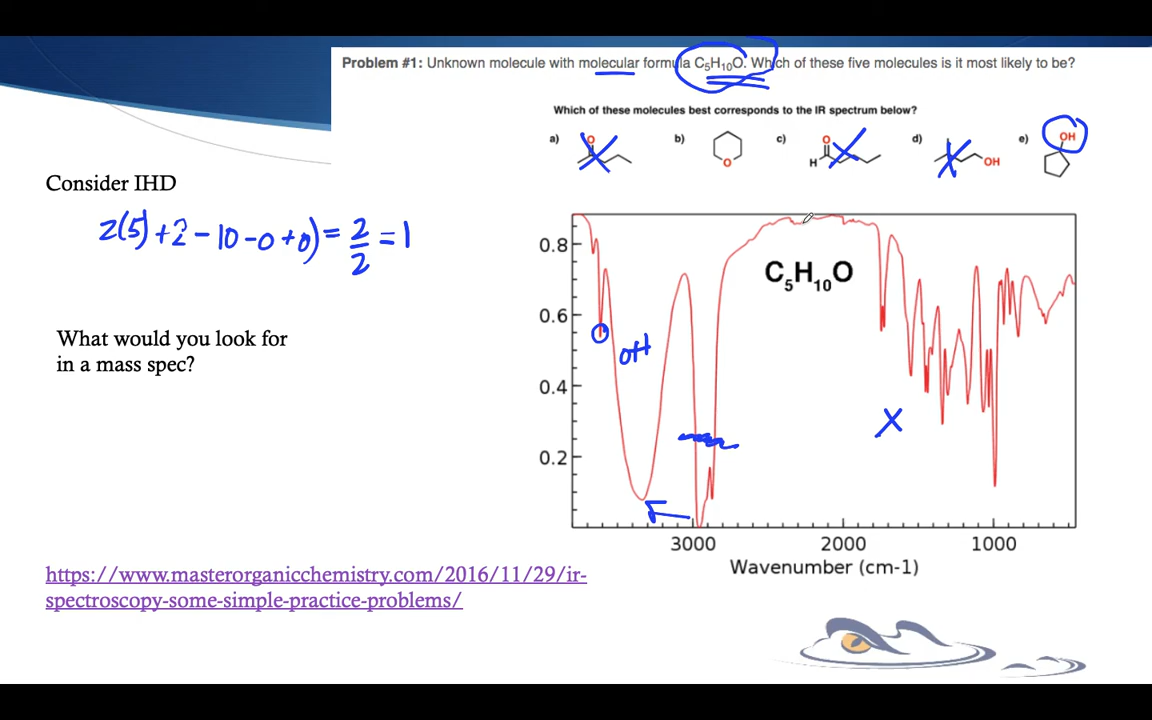 Problem #1: Unknown molecule with molecular formula C₅H₁₀O. Which of these five molecules is it most likely to be?
Which of these molecules best corresponds to the IR spectrum below?
a) O
b) O
c) O H
d) OH
e) OH
Consider IHD
2(5)+2-10-0+0)=2/2=1
What would you look for
in a mass spec?
C₅H₁₀O
OH
X
0.8
0.6
0.4
0.2
3000 2000 1000
Wavenumber (cm-1)
https://www.masterorganicchemistry.com/2016/11/29/ir-
spectroscopy-some-simple-practice-problems/